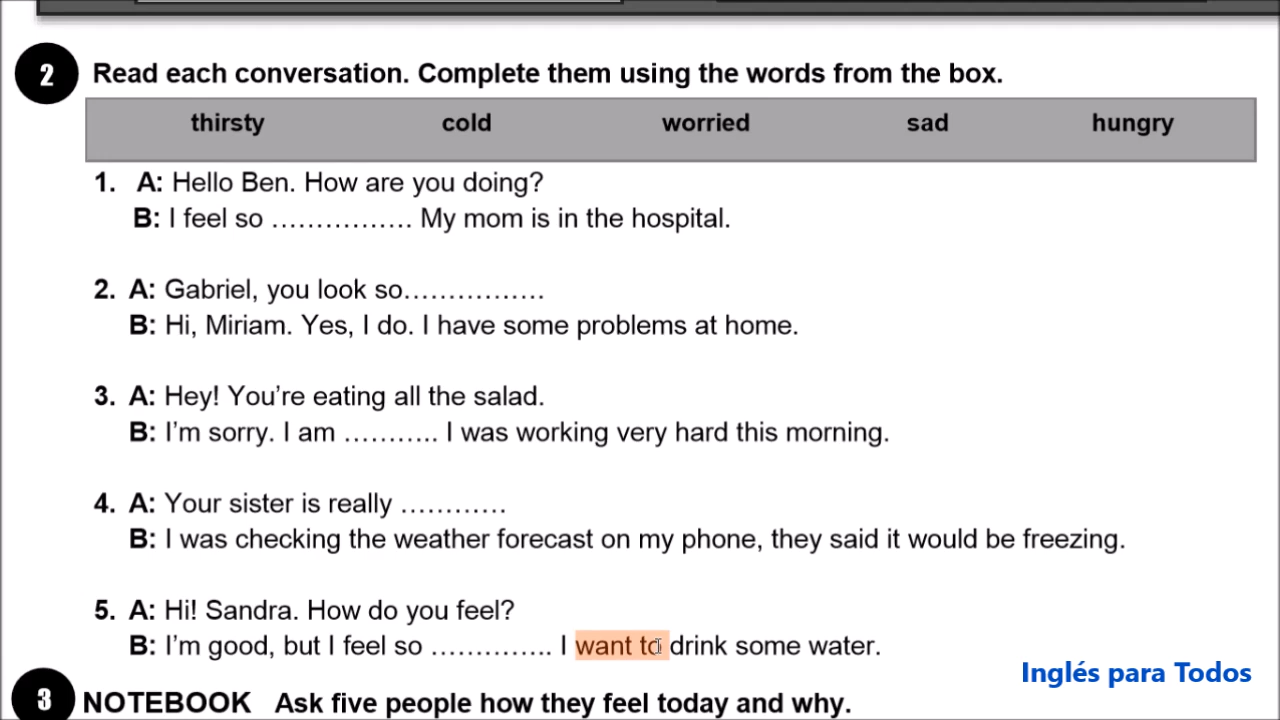 2 Read each conversation. Complete them using the words from the box.
thirsty cold worried sad hungry
1. A: Hello Ben. How are you doing?
B: I feel so ……………. My mom is in the hospital.
2. A: Gabriel, you look so…………….
B: Hi, Miriam. Yes, I do. I have some problems at home.
3. A: Hey! You’re eating all the salad.
B: I’m sorry. I am ……….. I was working very hard this morning.
4. A: Your sister is really …………
B: I was checking the weather forecast on my phone, they said it would be freezing.
5. A: Hi! Sandra. How do you feel?
B: I’m good, but I feel so ………….. I want to drink some water.
Inglés para Todos
3 NOTEBOOK Ask five people how they feel today and why.